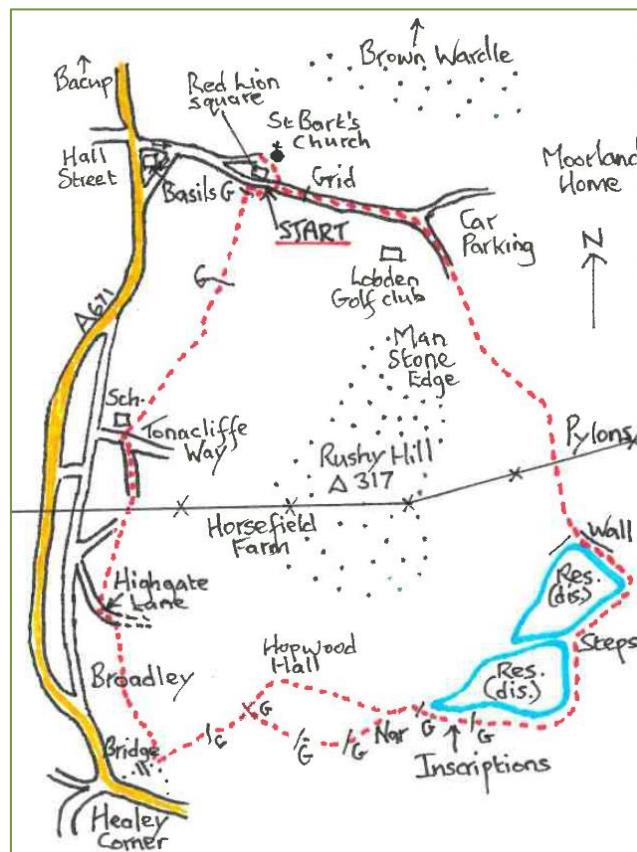 Bacup
Brown Wardle
Red Lion
square
St Bart's
Church
Hall
Street
Basils G
Grid
START
Moorland
Home
N
Car
Parking
Lobden
Golf club
G
A671
Man
Stone
Edge
Sch.
Tonacliffe
Way
Rushy Hill
△ 317
Pylons
Horsefield
Farm
Wall
Highgate
Lane
Res.
(dis.)
Steps
Hopwood
Hall
Broadley
Res.
(dis.)
G
G
G
G
Nor
G
G
Bridge
Inscriptions
Healey
Corner